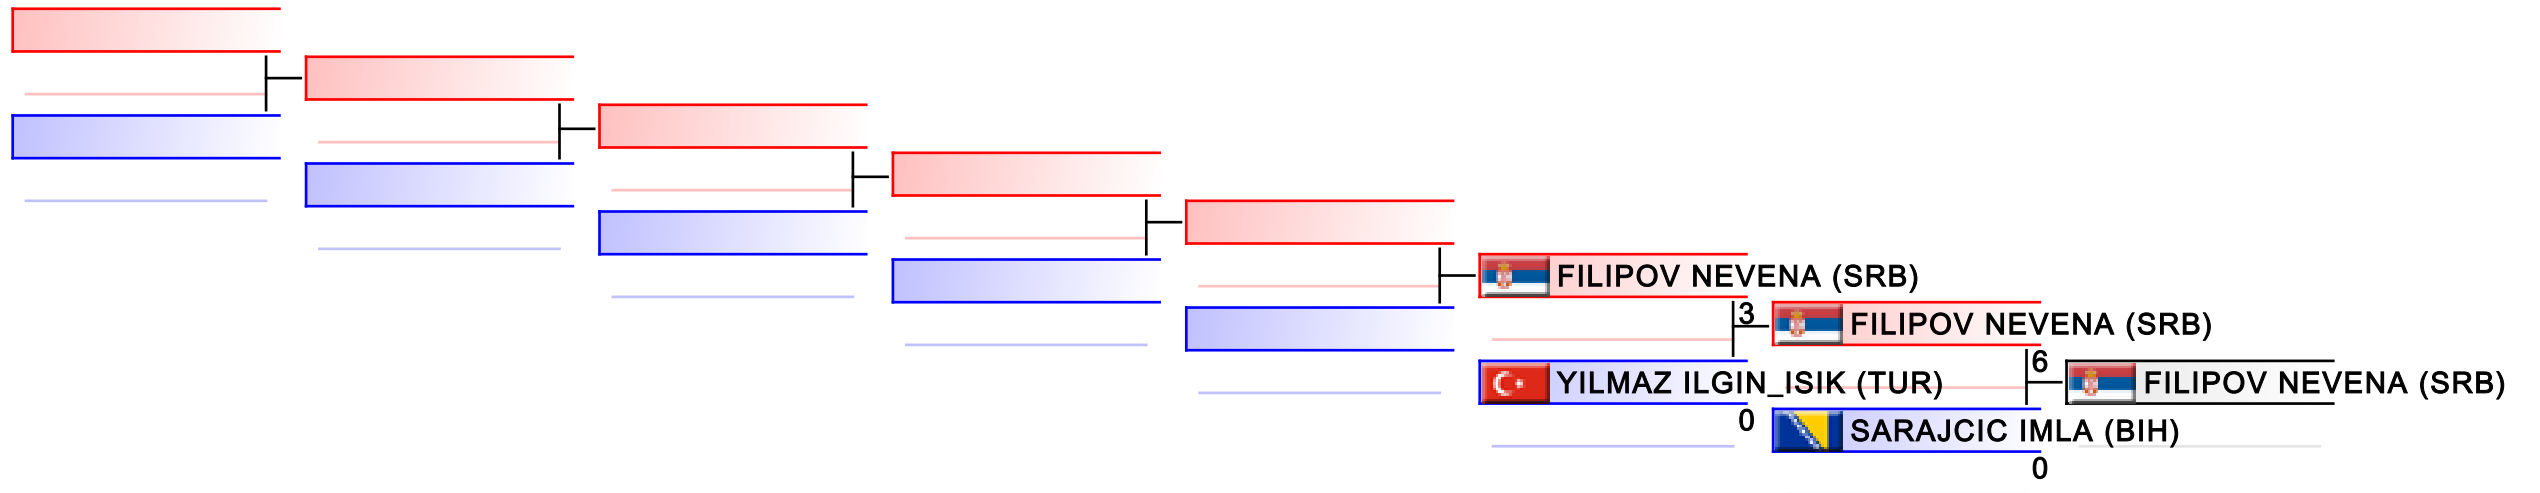 FILIPOV NEVENA (SRB)
3
FILIPOV NEVENA (SRB)
YILMAZ ILGIN_ISIK (TUR)
6
FILIPOV NEVENA (SRB)
0
SARAJCIC IMLA (BIH)
0